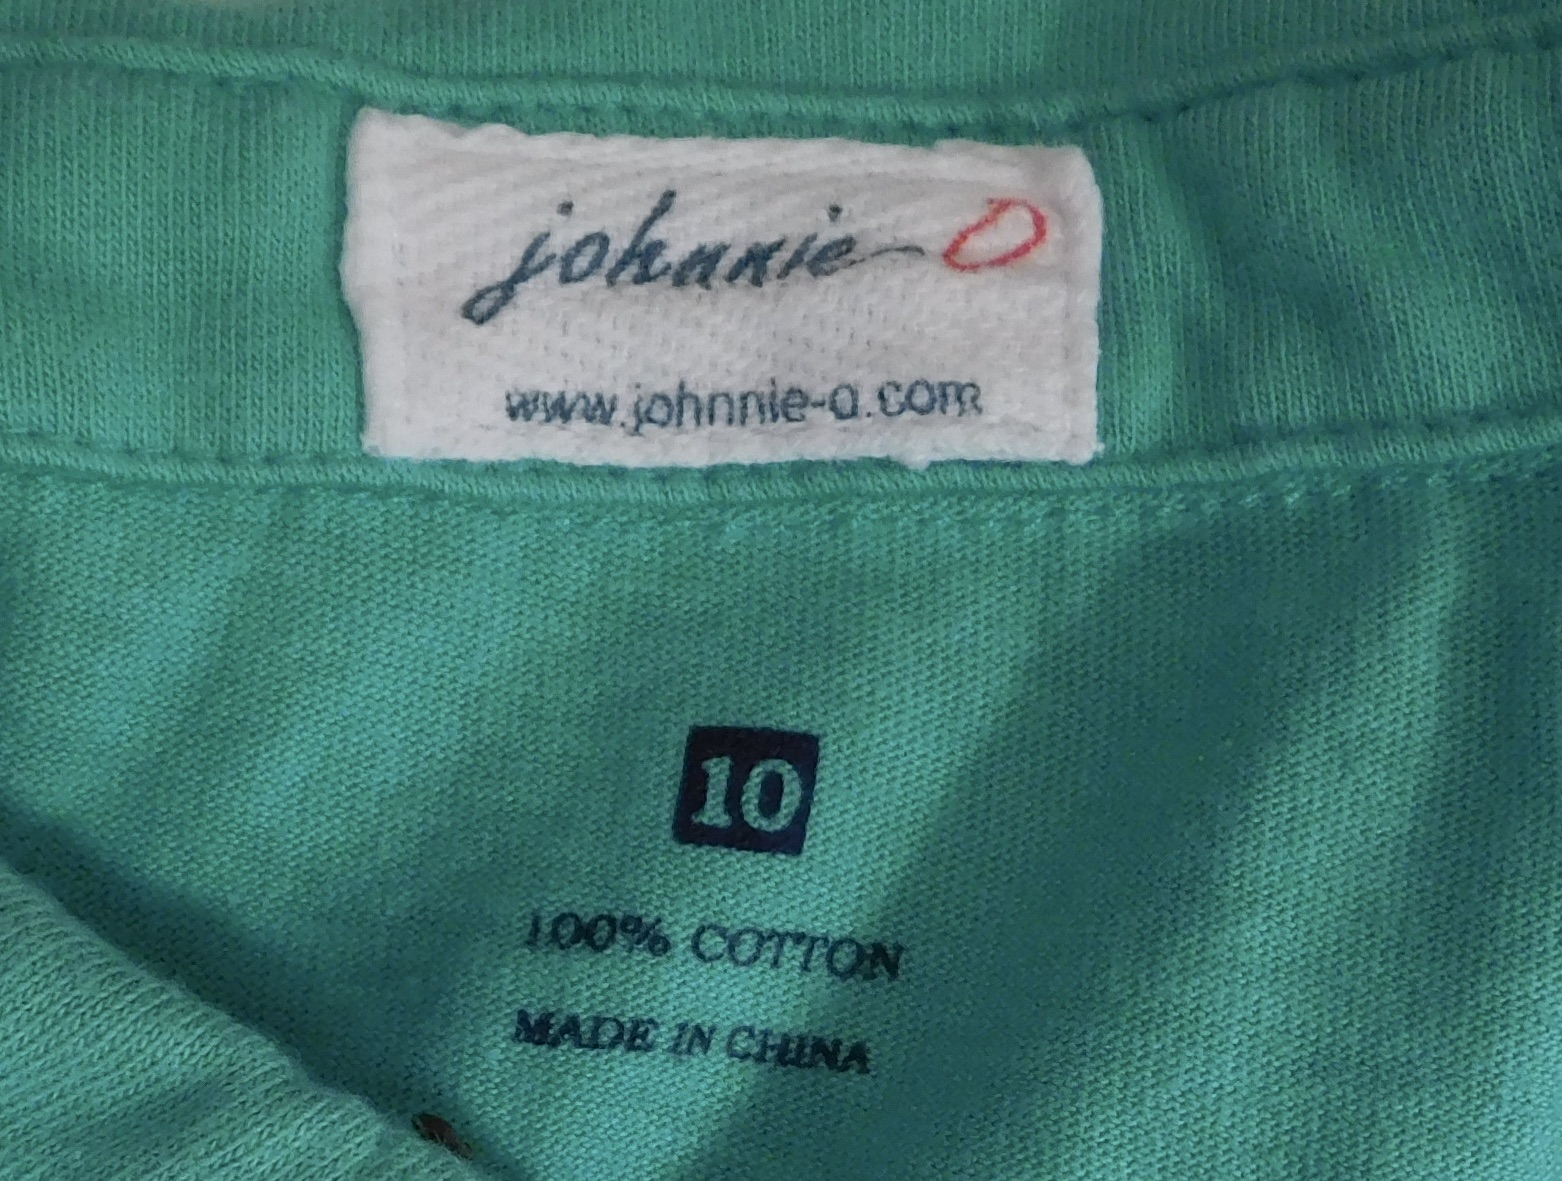 johnnie-O
www.johnnie-o.com
10
100% COTTON
MADE IN CHINA